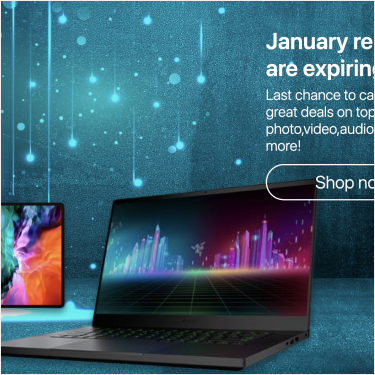 January re
are expiring
Last chance to ca
great deals on top
photo,video,audio
more!
Shop no